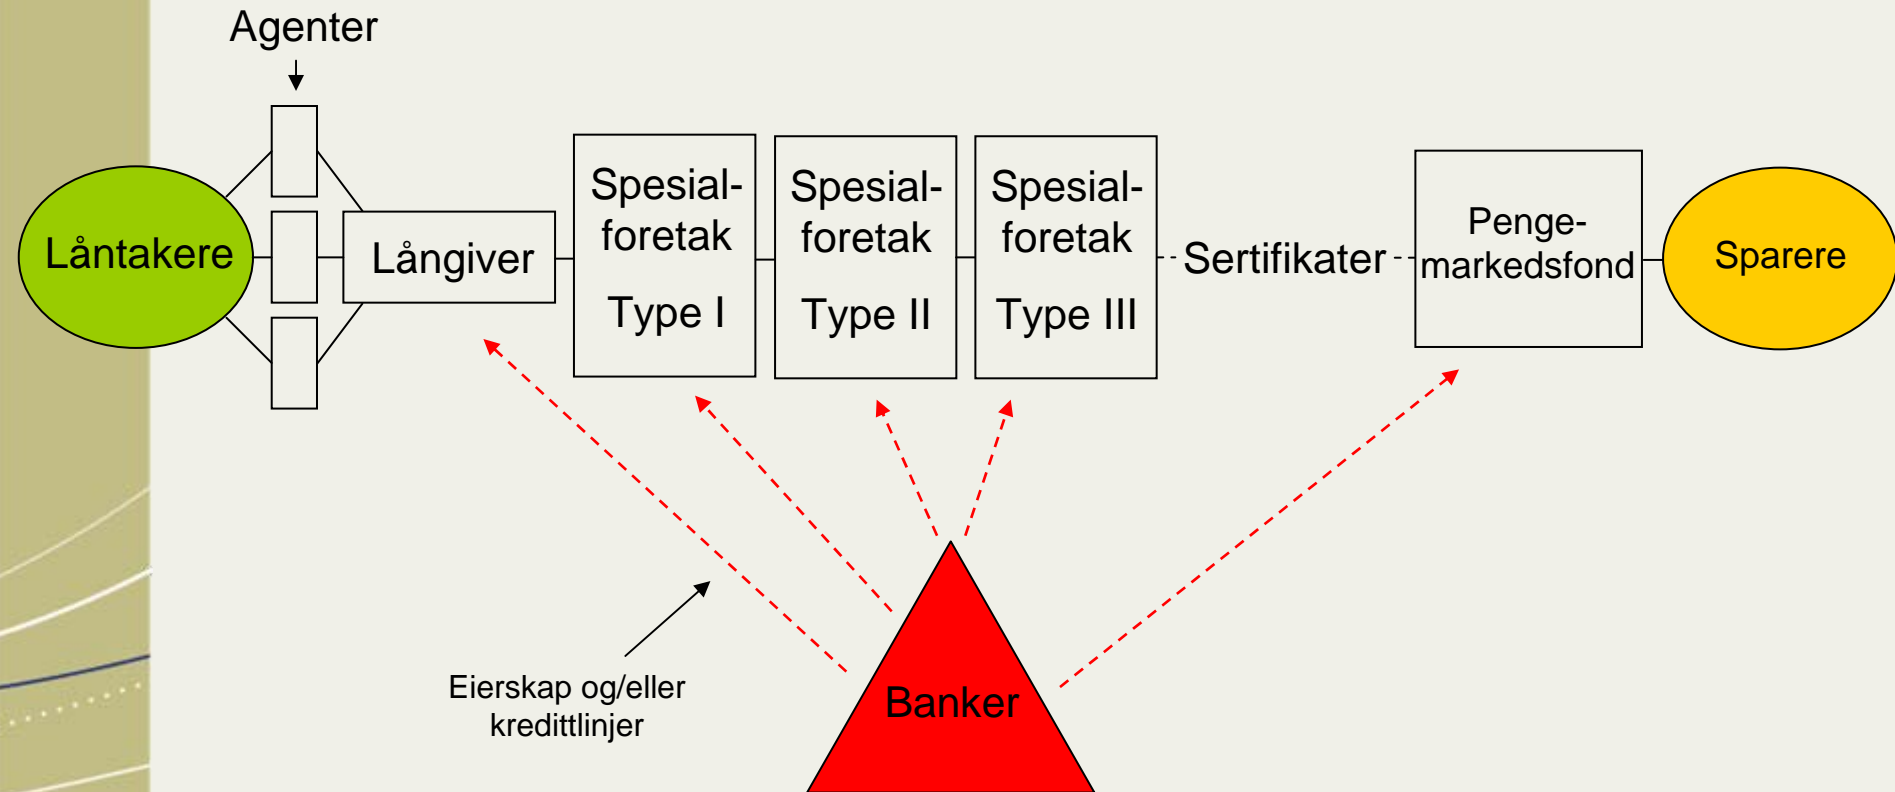 Agenter
Låntakere
Långiver
Spesial-
foretak
Type I
Spesial-
foretak
Type II
Spesial-
foretak
Type III
Sertifikater
Penge-
markedsfond
Sparere
Eierskap og/eller
kredittlinjer
Banker